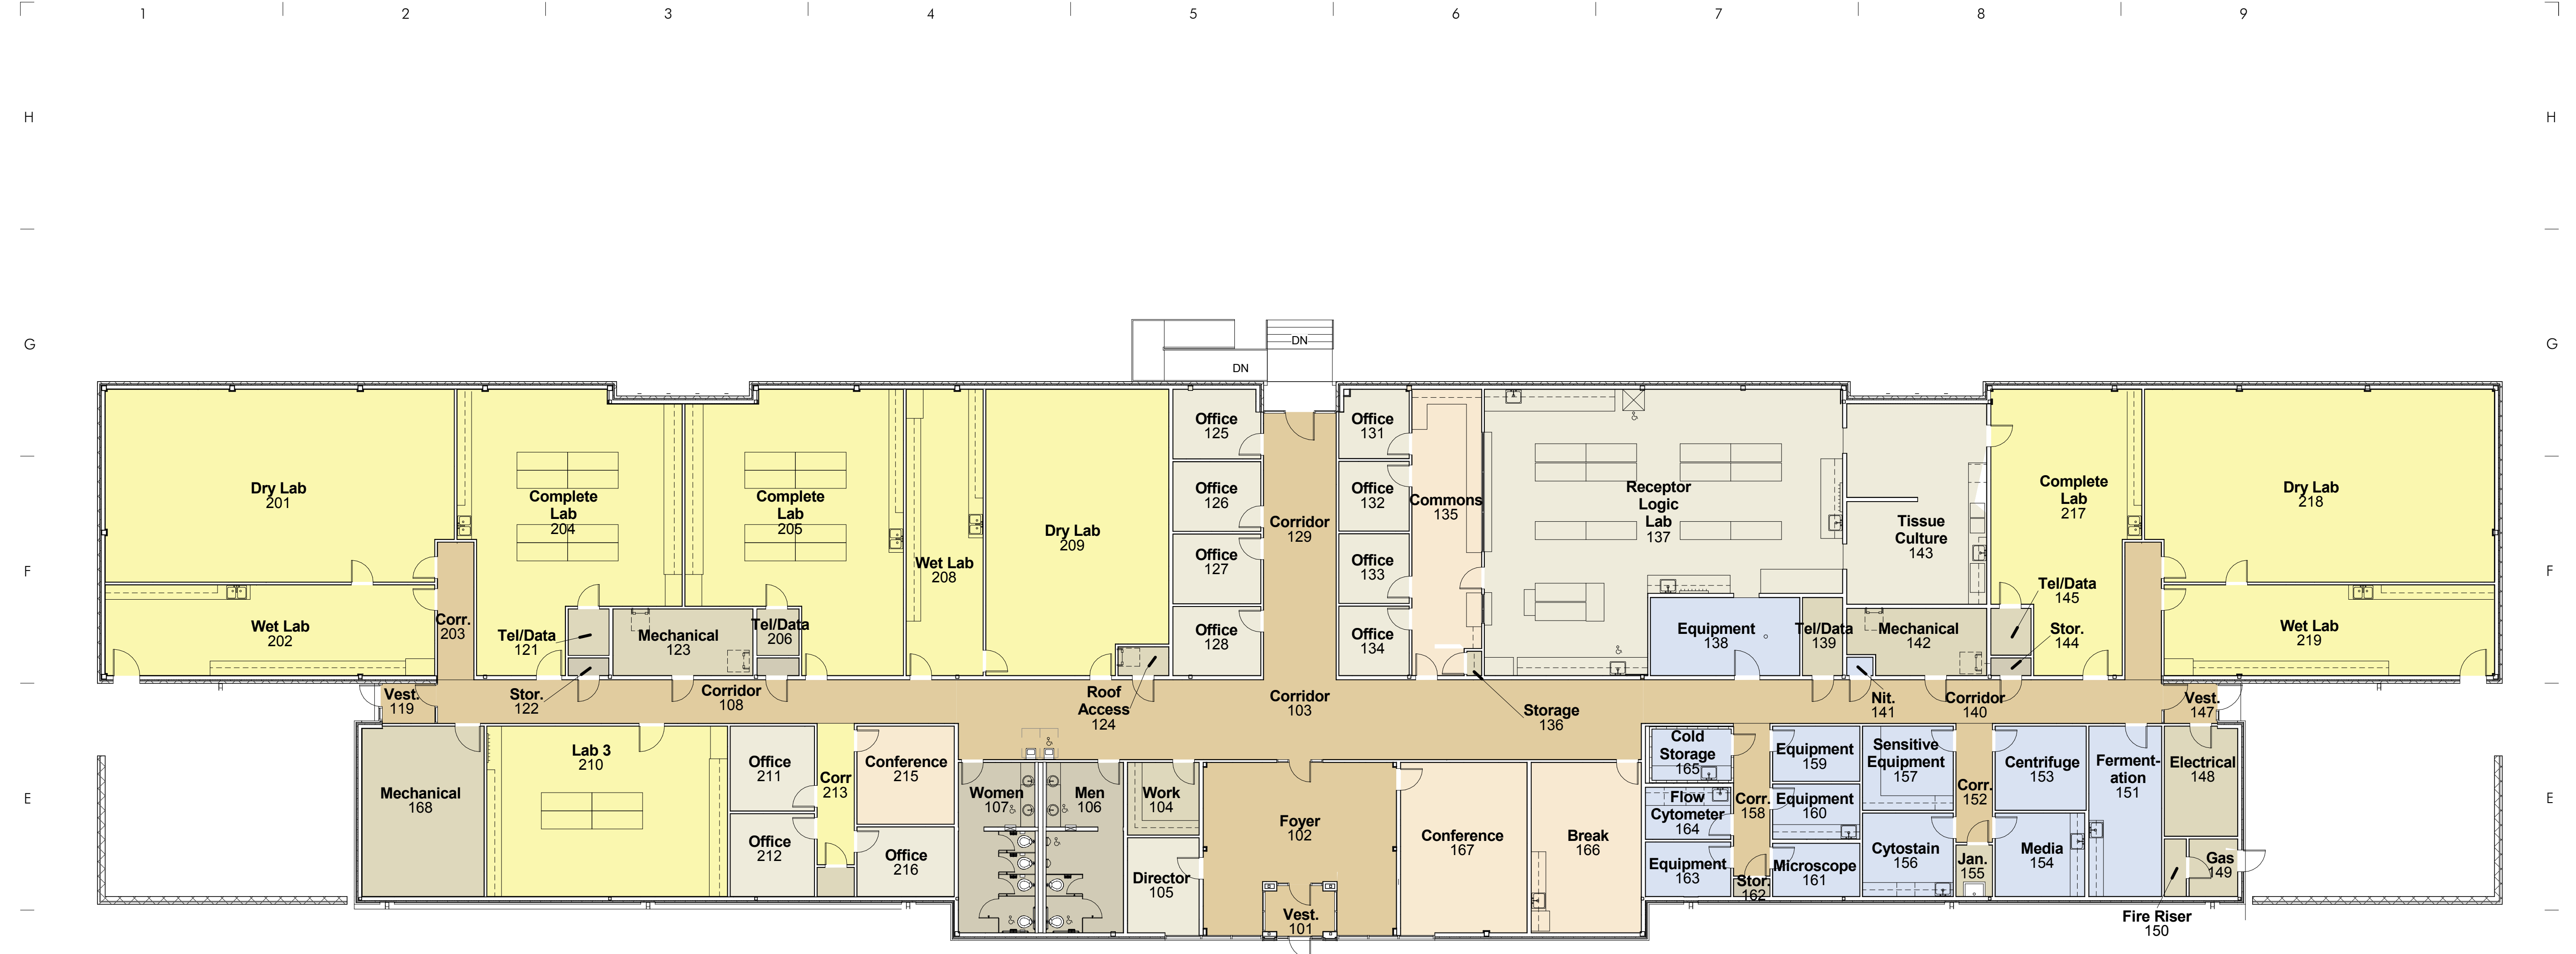 1 2 3 4 5 6 7 8 9
H H
G G
DN
DN
Office
125
Office
131
Dry Lab
201
Complete
Lab
204
Complete
Lab
205
Office
126
Office
132
Commons
135
Receptor
Logic
Lab
137
Complete
Lab
217
Dry Lab
218
Dry Lab
209
Corridor
129
Tissue
Culture
143
F F
Wet Lab
208
Office
127
Office
133
Tel/Data
145
Wet Lab
202
Corr.
203
Tel/Data
121
Mechanical
123
Tel/Data
206
Office
128
Office
134
Equipment
138
Tel/Data
139
Mechanical
142
Stor.
144
Wet Lab
219
Vest.
119
Stor.
122
Corridor
108
Roof
Access
124
Corridor
103
Storage
136
Nit.
141
Corridor
140
Vest.
147
Lab 3
210
Office
211
Conference
215
Cold
Storage
165
Equipment
159
Sensitive
Equipment
157
Centrifuge
153
Ferment-
ation
151
Electrical
148
E E
Mechanical
168
Corr
213
Women
107
Men
106
Work
104
Foyer
102
Conference
167
Break
166
Flow
Cytometer
164
Corr.
158
Equipment
160
Corr.
152
Office
212
Office
216
Director
105
Equipment
163
Stor.
162
Microscope
161
Cytostain
156
Jan.
155
Media
154
Gas
149
Vest.
101
Fire Riser
150